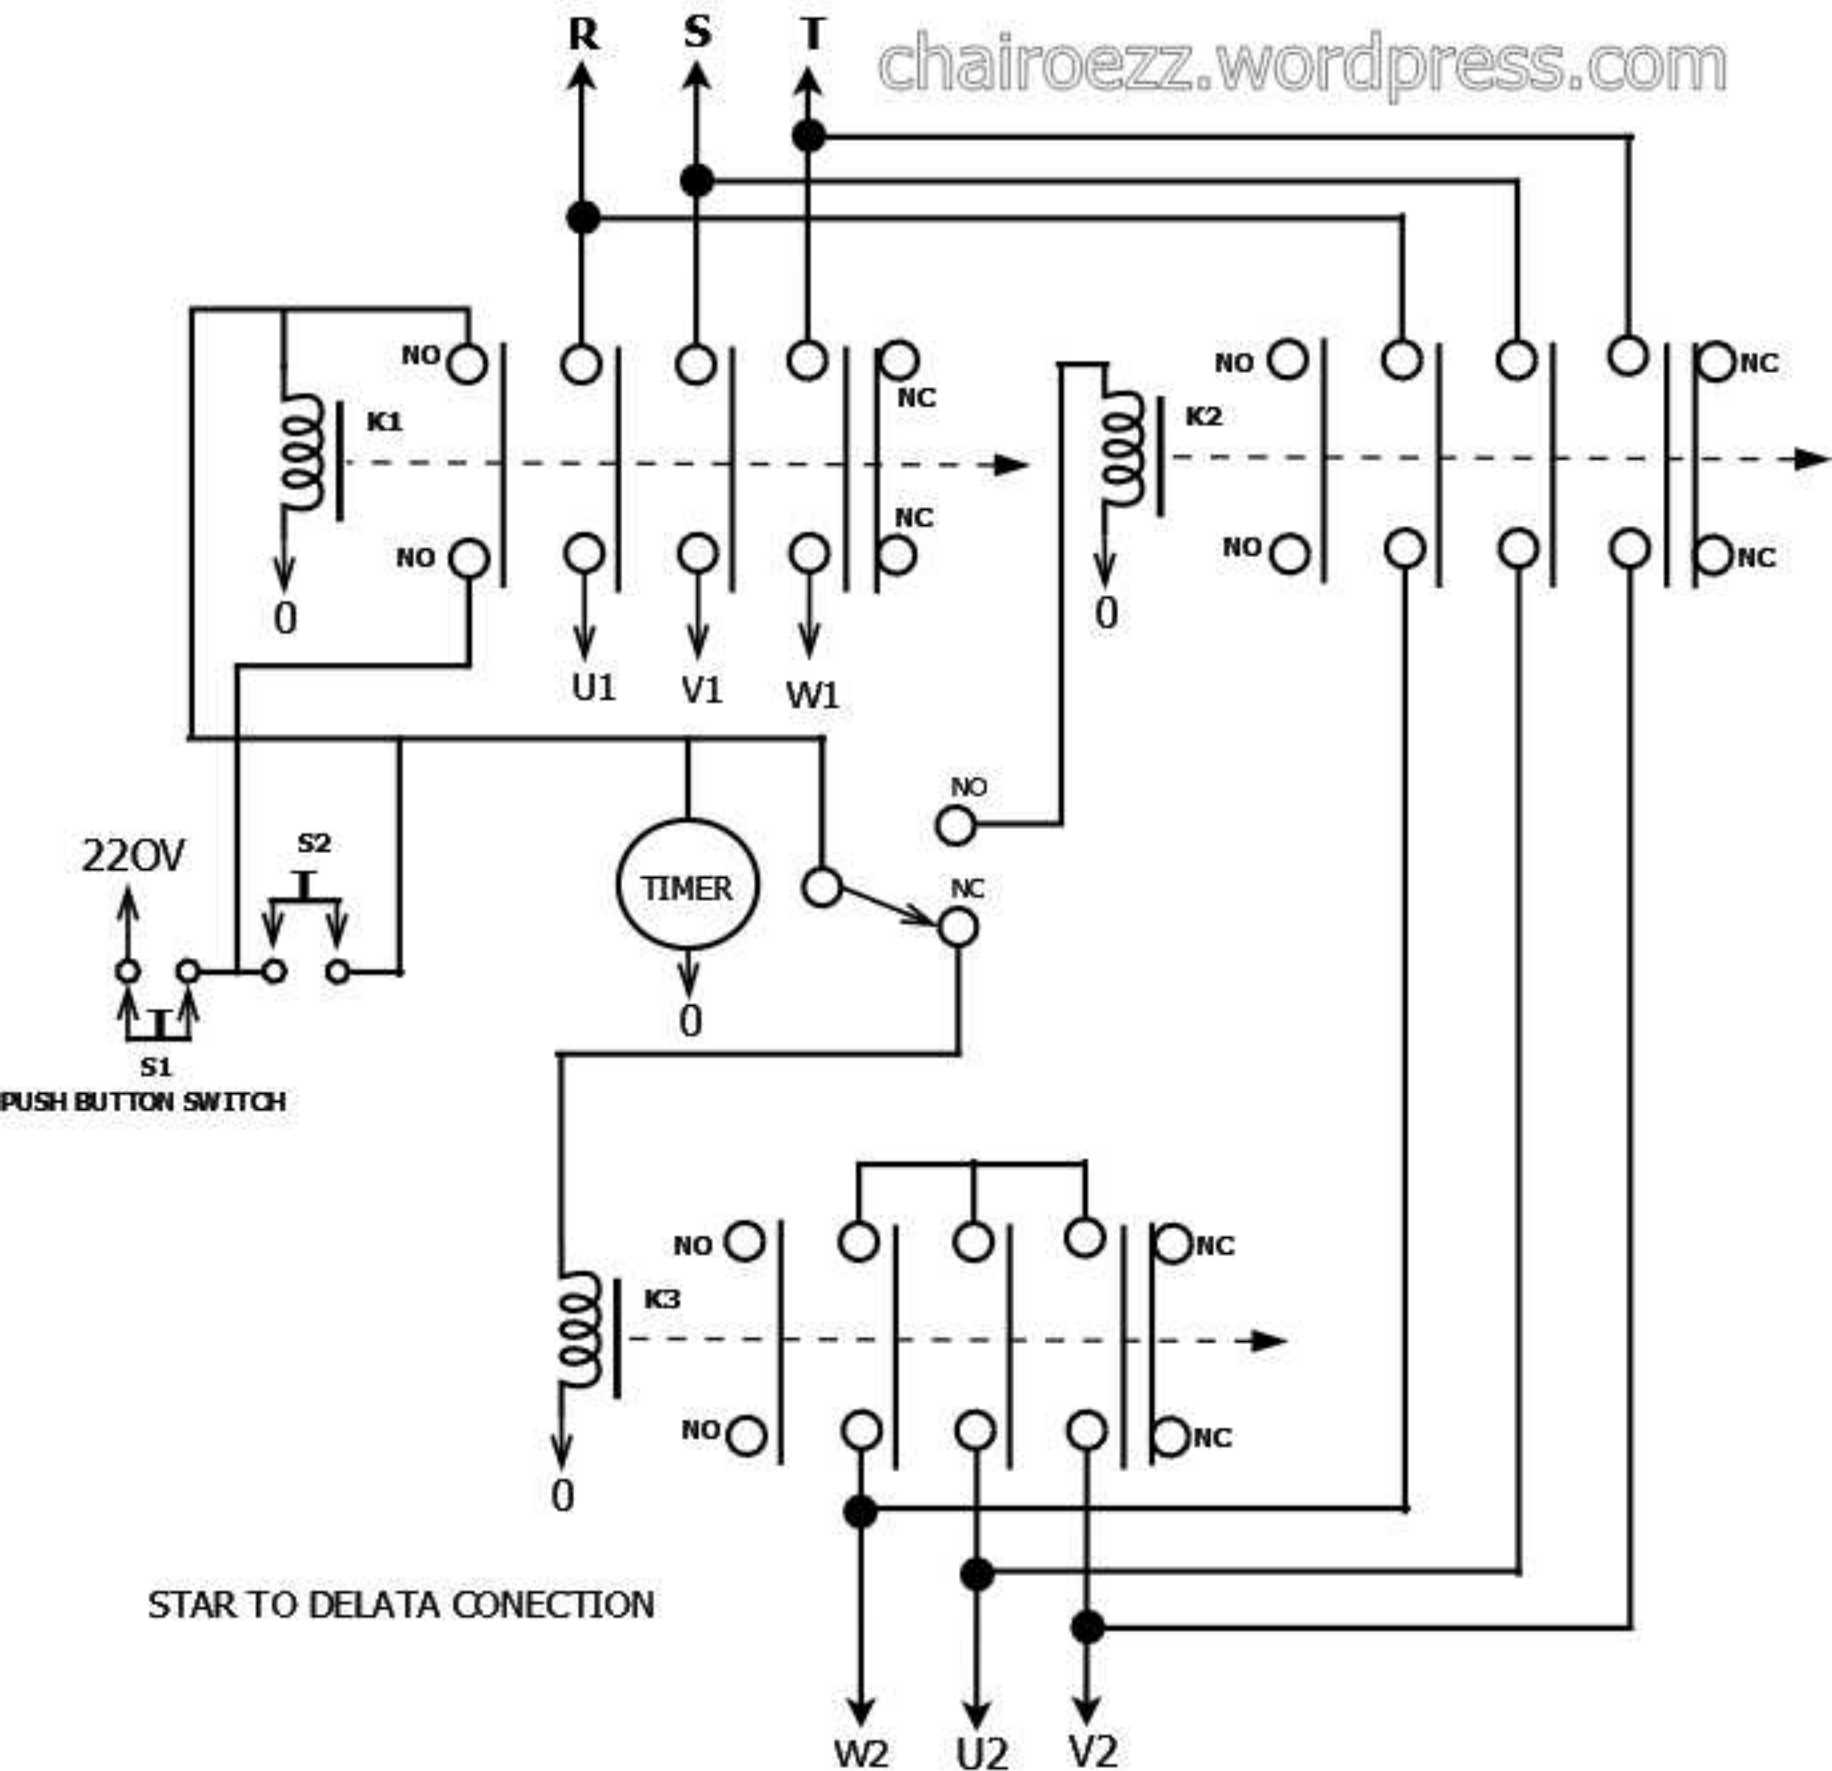 R S T
chairoezz.wordpress.com
NO
K1
NC
NO
NC
K2
NC
NO
NO
NC
0
0
U1 V1 W1
NO
220V
S2
TIMER
NC
0
S1
PUSH BUTTON SWITCH
NO
NC
K3
NO
NC
0
STAR TO DELATA CONECTION
W2 U2 V2